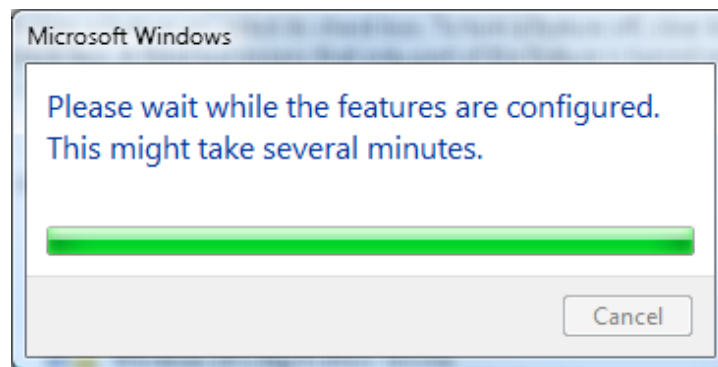 Microsoft Windows
Please wait while the features are configured.
This might take several minutes.
Cancel